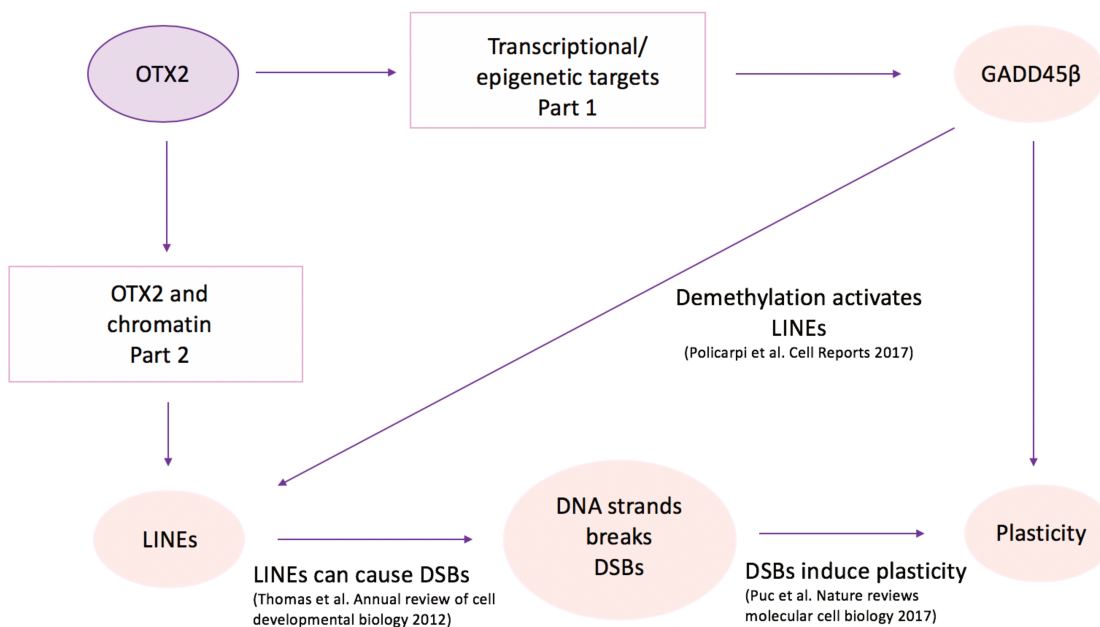 OTX2
Transcriptional/
epigenetic targets
Part 1
GADD45β
OTX2 and
chromatin
Part 2
Demethylation activates
LINEs
(Policarpi et al. Cell Reports 2017)
LINEs
DNA strands
breaks
DSBs
Plasticity
LINEs can cause DSBs
(Thomas et al. Annual review of cell
developmental biology 2012)
DSBs induce plasticity
(Puc et al. Nature reviews
molecular cell biology 2017)